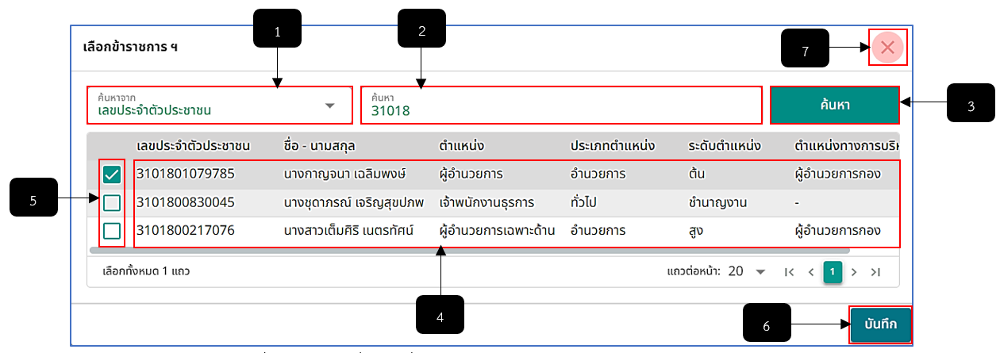 1
2
เลือกข้าราชการ ฯ
7
ค้นหาจาก
เลขประจำตัวประชาชน
ค้นหา
31018
ค้นหา
3
เลขประจำตัวประชาชน ชื่อ - นามสกุล ตำแหน่ง ประเภทตำแหน่ง ระดับตำแหน่ง ตำแหน่งทางการบริห
3101801079785 นางกาญจนา เฉลิมพงษ์ ผู้อำนวยการ อำนวยการ ต้น ผู้อำนวยการกอง
5
3101800830045 นางชุดาภรณ์ เจริญสุขปภพ เจ้าพนักงานธุรการ ทั่วไป ชำนาญงาน -
3101800217076 นางสาวเต็มศิริ เนตรทัศน์ ผู้อำนวยการเฉพาะด้าน อำนวยการ สูง ผู้อำนวยการกอง
เลือกทั้งหมด 1 แถว แถวต่อหน้า: 20 1
4
6
บันทึก